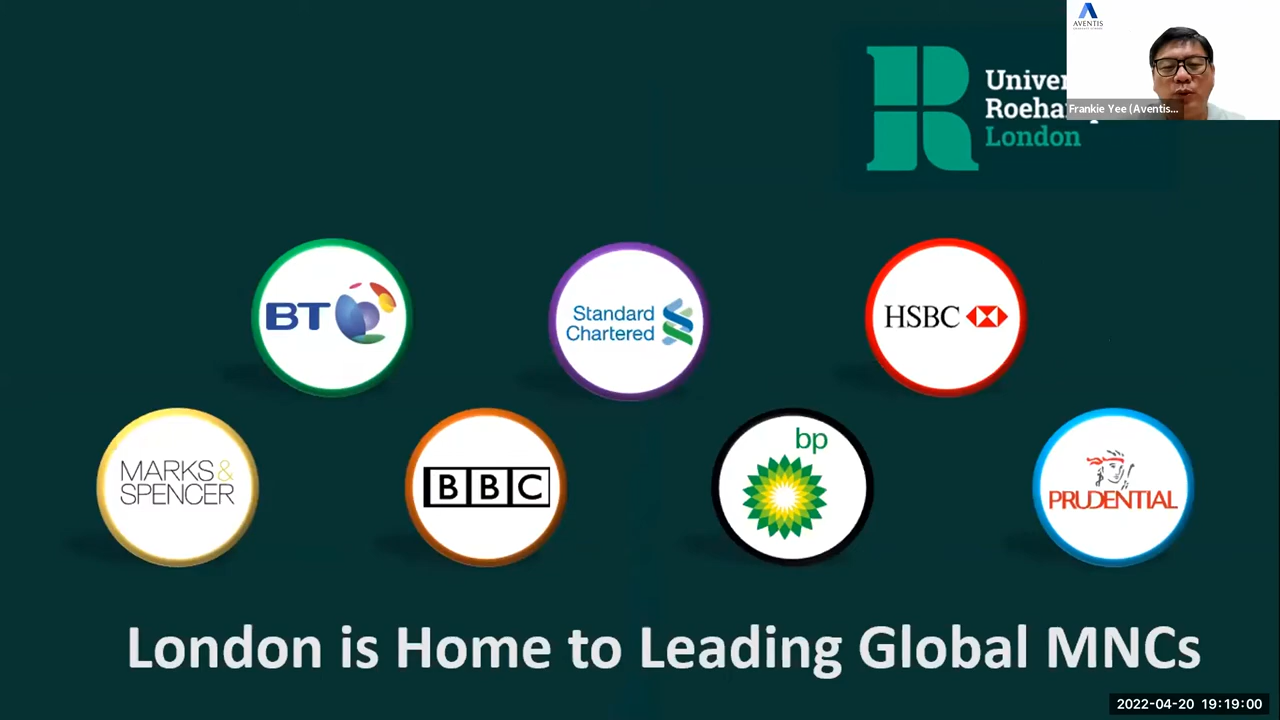 AVENTIS
Frankie Yee (Aventis...
Univer
Roeham
London
BT
Standard
Chartered
HSBC
MARKS&
SPENCER
BBC
bp
PRUDENTIAL
London is Home to Leading Global MNCs
2022-04-20 19:19:00